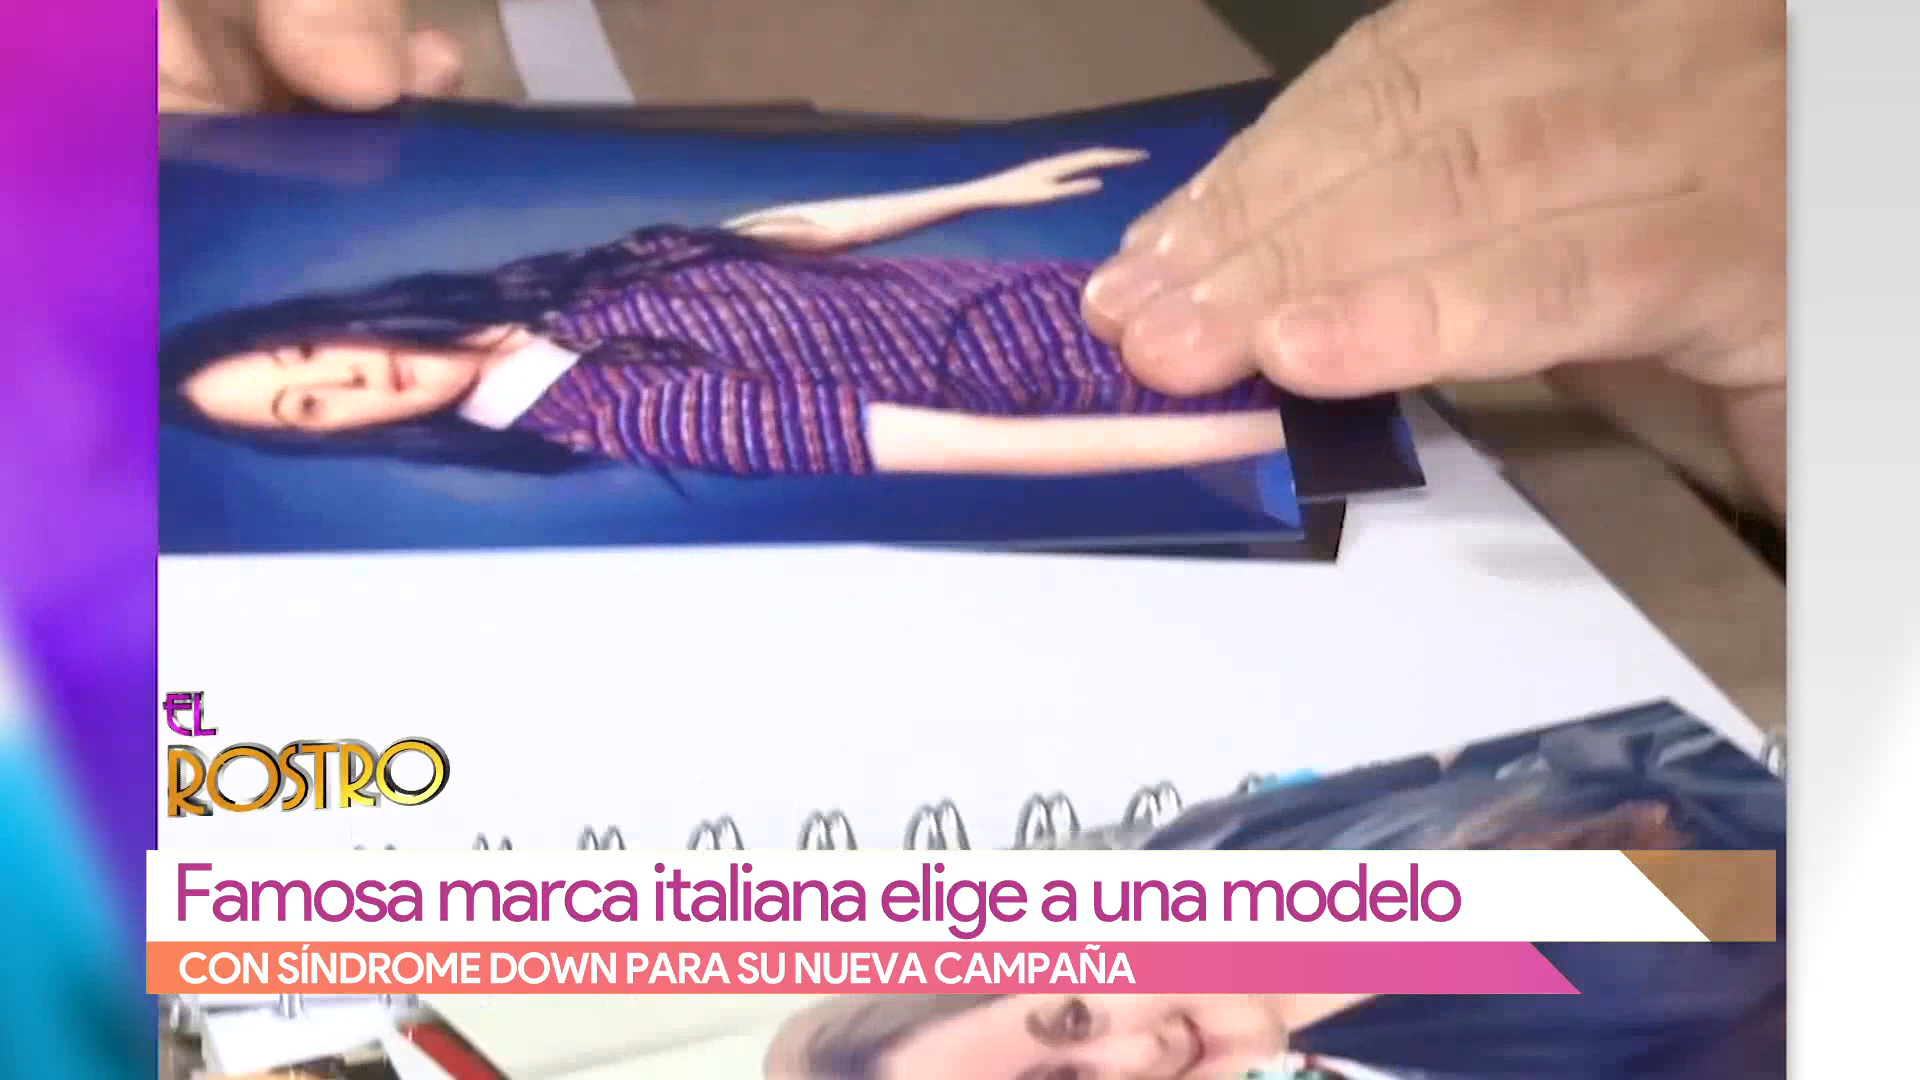 EL
ROSTRO
Famosa marca italiana elige a una modelo
CON SÍNDROME DOWN PARA SU NUEVA CAMPAÑA